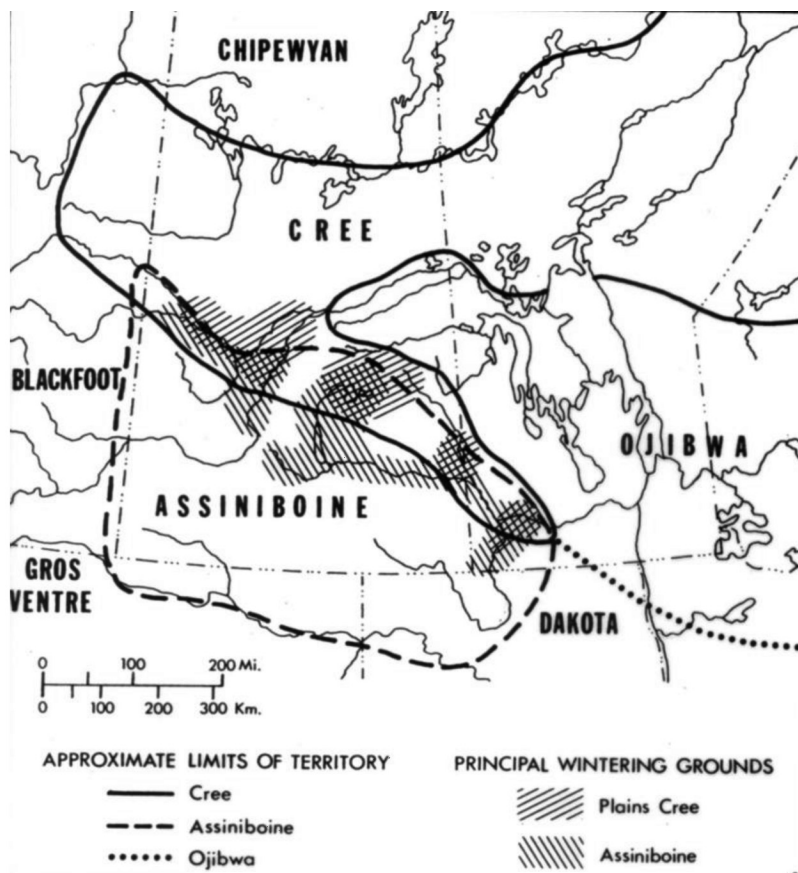 CHIPEWYAN
CREE
BLACKFOOT
OJIBWA
ASSINIBOINE
GROS
VENTRE
DAKOTA
0 100 200 Mi.
0 100 200 300 Km.
APPROXIMATE LIMITS OF TERRITORY
Cree
Assiniboine
Ojibwa
PRINCIPAL WINTERING GROUNDS
Plains Cree
Assiniboine